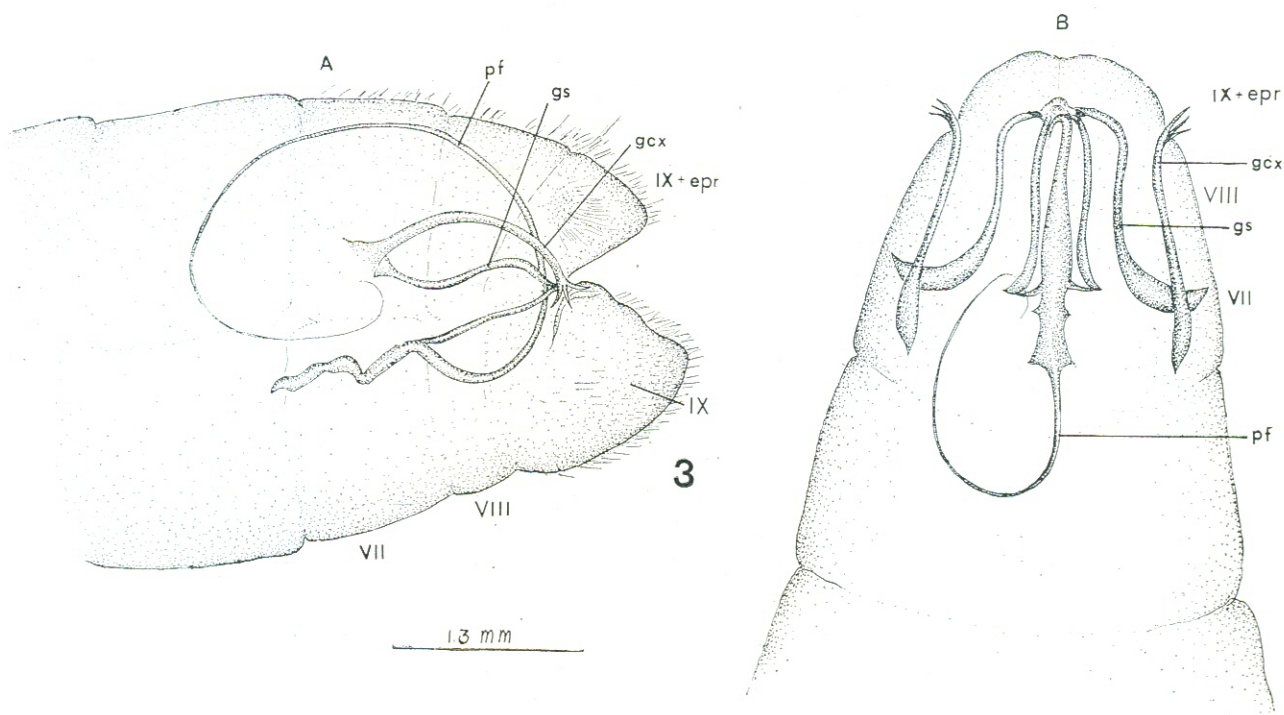 A
pf
gs
gcx
IX + epr
IX
3
VIII
VII
1.3 mm
B
IX + epr
gcx
VIII
gs
VII
pf